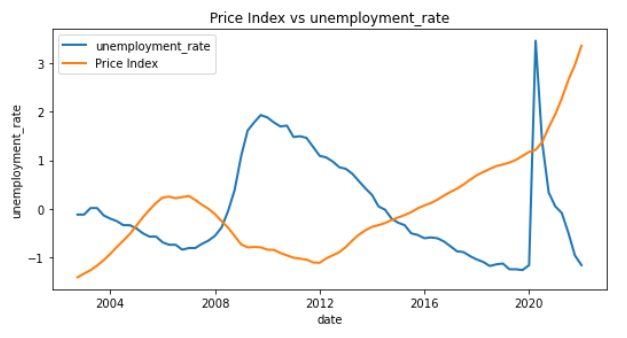 Price Index vs unemployment_rate
unemployment_rate
Price Index
unemployment_rate
3
2
1
0
−1
2004
2008
2012
2016
2020
date